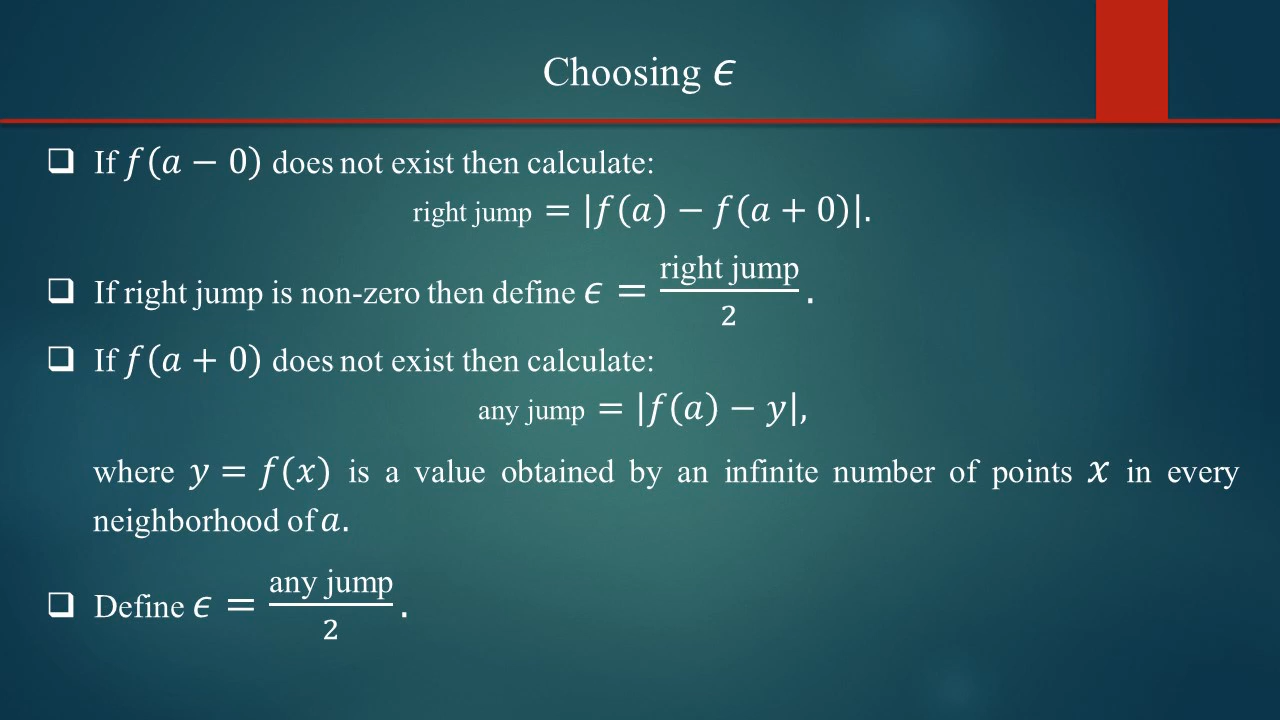 Choosing ϵ
❑ If f(a − 0) does not exist then calculate:
right jump = |f(a) − f(a + 0)|.
❑ If right jump is non-zero then define ϵ = right jump / 2 .
❑ If f(a + 0) does not exist then calculate:
any jump = |f(a) − y|,
where y = f(x) is a value obtained by an infinite number of points x in every
neighborhood of a.
❑ Define ϵ = any jump / 2 .